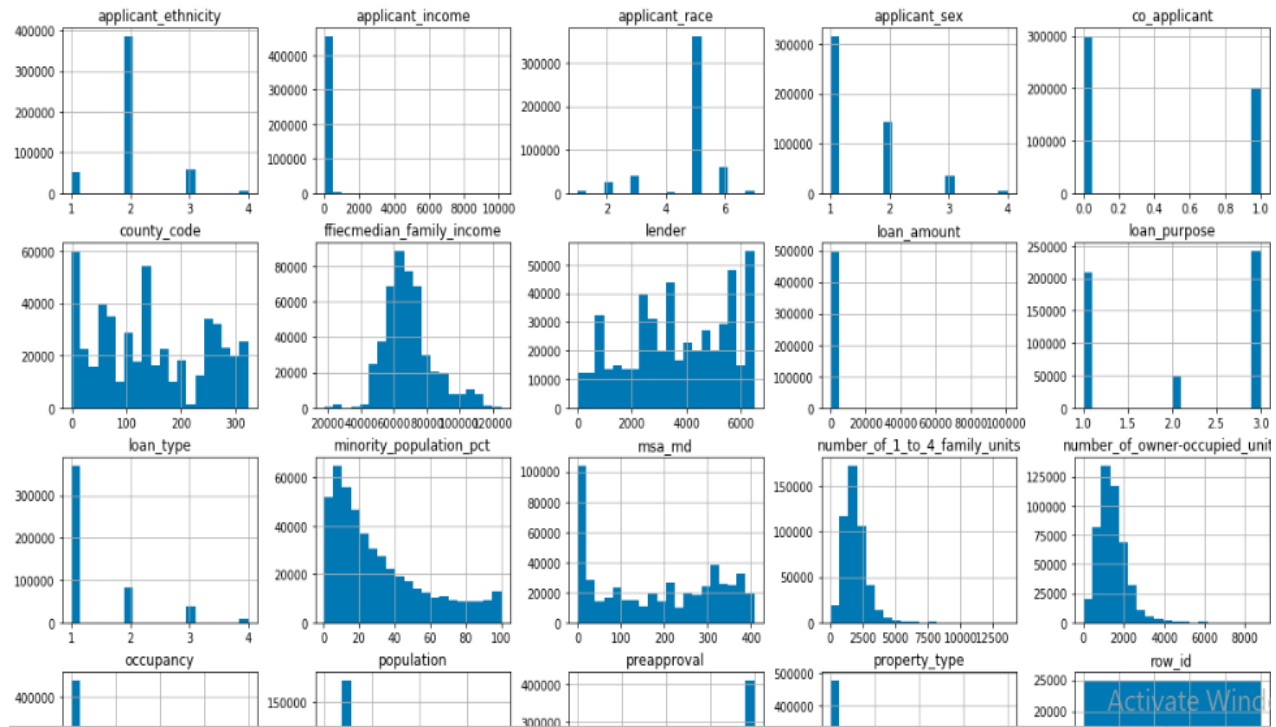 applicant_ethnicity applicant_income applicant_race applicant_sex co_applicant
400000 300000 200000 100000 0
1 2 3 4
400000 300000 200000 100000 0
0 2000 4000 6000 8000 10000
300000 200000 100000 0
2 4 6
300000 200000 100000 0
1 2 3 4
300000 200000 100000 0
0.0 0.2 0.4 0.6 0.8 1.0
county_code ffiecmedian_family_income lender loan_amount loan_purpose
60000 40000 20000 0
0 100 200 300
80000 60000 40000 20000 0
20000 40000 60000 80000 100000 120000
50000 40000 30000 20000 10000 0
0 2000 4000 6000
500000 400000 300000 200000 100000 0
0 20000 40000 60000 80000 100000
250000 200000 150000 100000 50000 0
1.0 1.5 2.0 2.5 3.0
loan_type minority_population_pct msa_md number_of_1_to_4_family_units number_of_owner-occupied_unit
300000 200000 100000 0
1 2 3 4
60000 40000 20000 0
0 20 40 60 80 100
100000 80000 60000 40000 20000 0
0 100 200 300 400
150000 100000 50000 0
0 2500 5000 7500 10000 12500
125000 100000 75000 50000 25000 0
0 2000 4000 6000 8000
occupancy population preapproval property_type row_id
400000
150000
400000 300000
500000 400000
25000 20000
Activate Wind